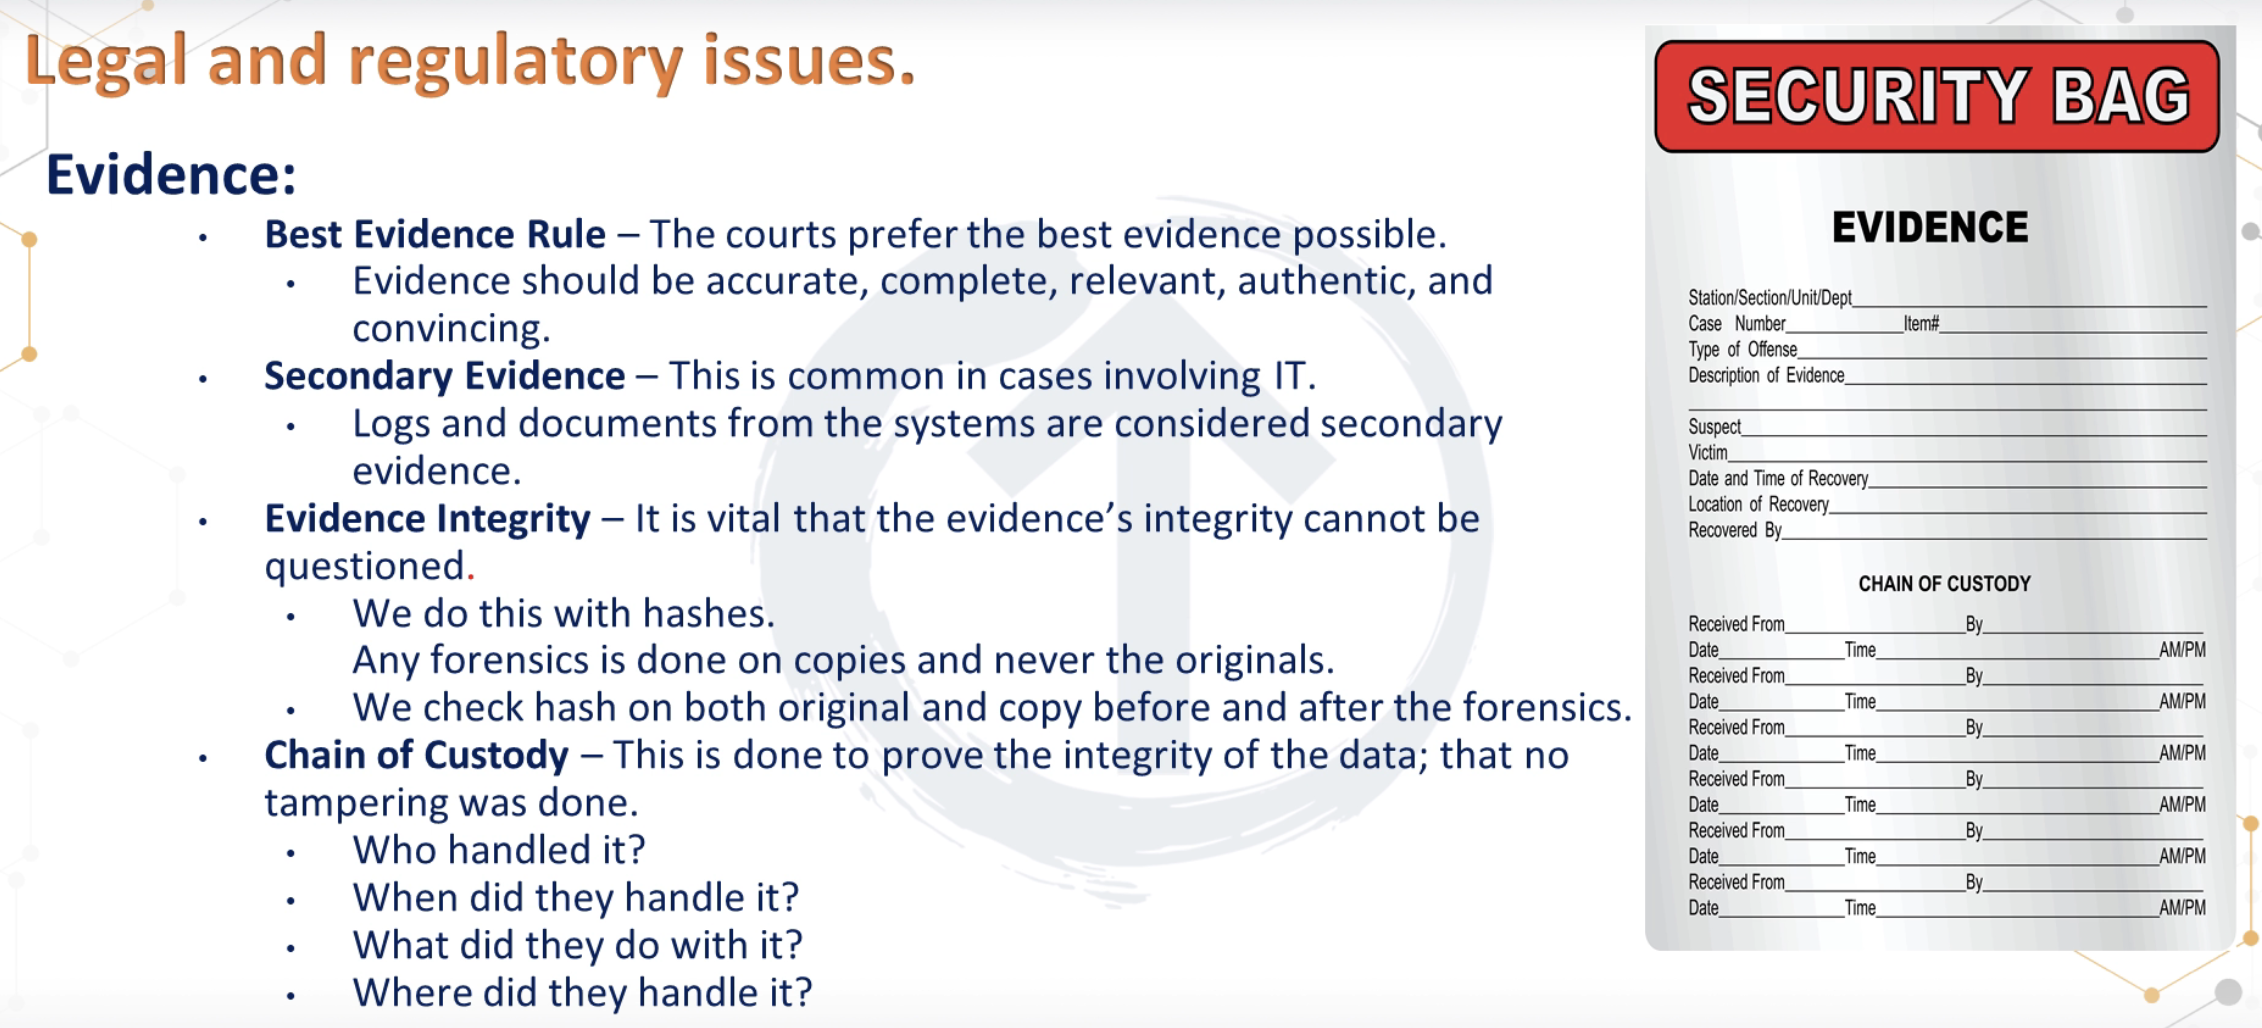 Legal and regulatory issues.
Evidence:
• Best Evidence Rule – The courts prefer the best evidence possible.
• Evidence should be accurate, complete, relevant, authentic, and
convincing.
• Secondary Evidence – This is common in cases involving IT.
• Logs and documents from the systems are considered secondary
evidence.
• Evidence Integrity – It is vital that the evidence’s integrity cannot be
questioned.
• We do this with hashes.
Any forensics is done on copies and never the originals.
• We check hash on both original and copy before and after the forensics.
• Chain of Custody – This is done to prove the integrity of the data; that no
tampering was done.
• Who handled it?
• When did they handle it?
• What did they do with it?
• Where did they handle it?
SECURITY BAG
EVIDENCE
Station/Section/Unit/Dept
Case Number Item#
Type of Offense
Description of Evidence
Suspect
Victim
Date and Time of Recovery
Location of Recovery
Recovered By
CHAIN OF CUSTODY
Received From By
Date Time AM/PM
Received From By
Date Time AM/PM
Received From By
Date Time AM/PM
Received From By
Date Time AM/PM
Received From By
Date Time AM/PM
Received From By
Date Time AM/PM